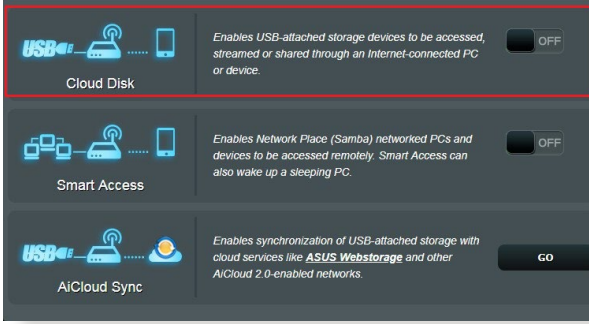 Enables USB-attached storage devices to be accessed,
USB
streamed or shared through an Internet-connected PC
OFF
or device.
Cloud Disk
Enables Network Place (Samba) networked PCs and
devices to be accessed remotely. Smart Access can
OFF
also wake up a sleeping PC.
Smart Access
Enables synchronization of USB-attached storage with
USB
cloud services like ASUS Webstorage and other
GO
AiCloud 2.0-enabled networks.
AiCloud Sync